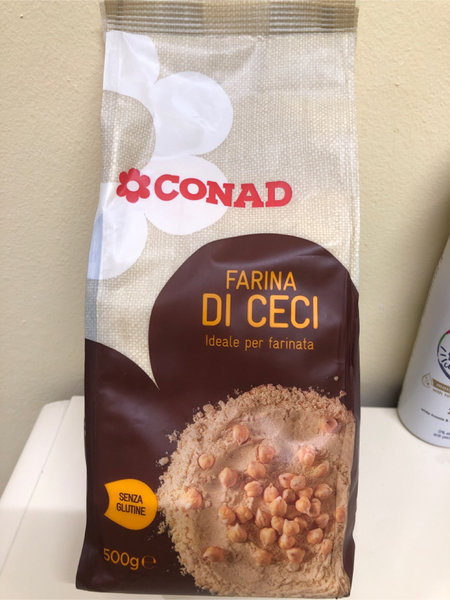 CONAD
FARINA
DI CECI
Ideale per farinata
SENZA
GLUTINE
500g℮